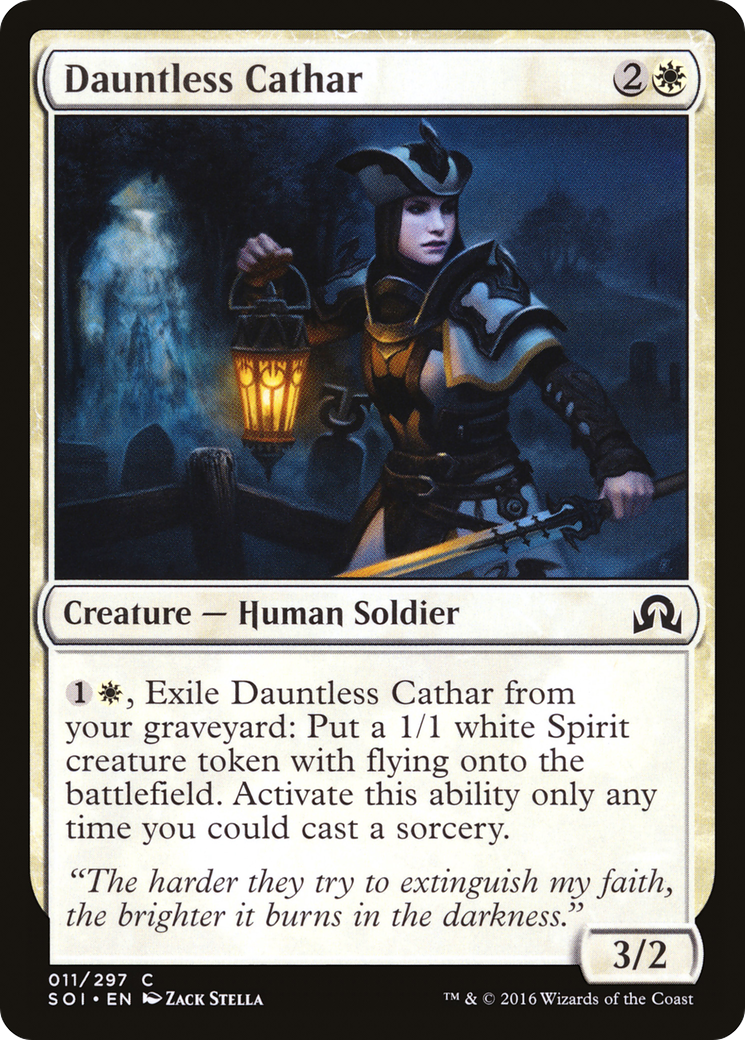 Dauntless Cathar 2
Creature — Human Soldier
1, Exile Dauntless Cathar from
your graveyard: Put a 1/1 white Spirit
creature token with flying onto the
battlefield. Activate this ability only any
time you could cast a sorcery.
“The harder they try to extinguish my faith,
the brighter it burns in the darkness.”
3/2
011/297 C
SOI • EN ZACK STELLA
™ & © 2016 Wizards of the Coast